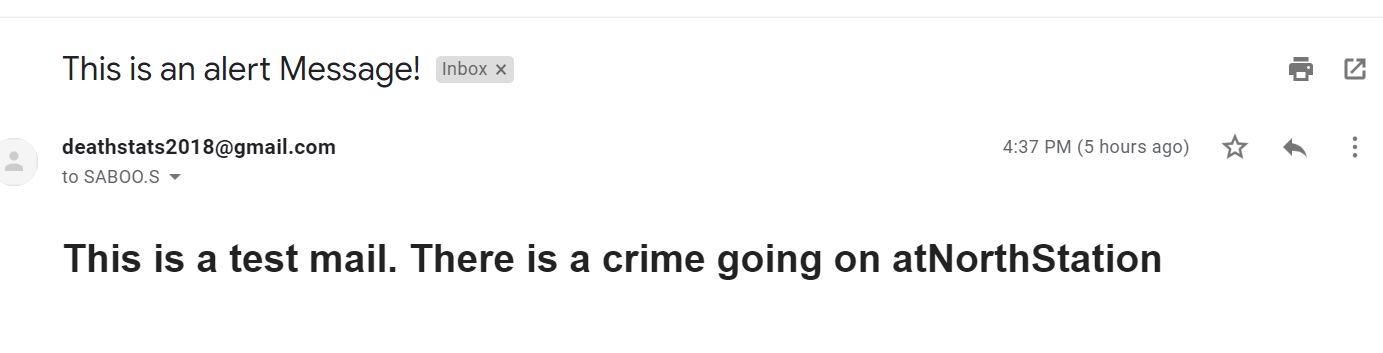 This is an alert Message! Inbox x
deathstats2018@gmail.com 4:37 PM (5 hours ago)
to SABOO.S
This is a test mail. There is a crime going on atNorthStation